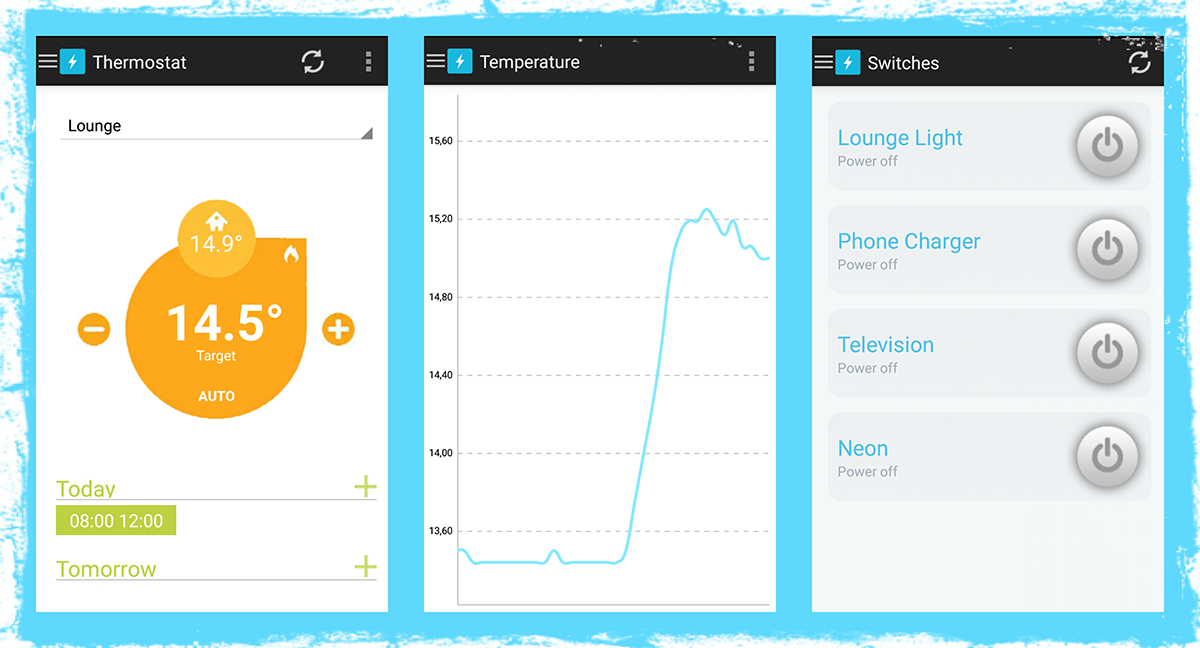 Thermostat
Lounge
14.9°
14.5°
Target
AUTO
Today
08:00 12:00
Tomorrow
Temperature
15,60
15,20
14,80
14,40
14,00
13,60
Switches
Lounge Light
Power off
Phone Charger
Power off
Television
Power off
Neon
Power off